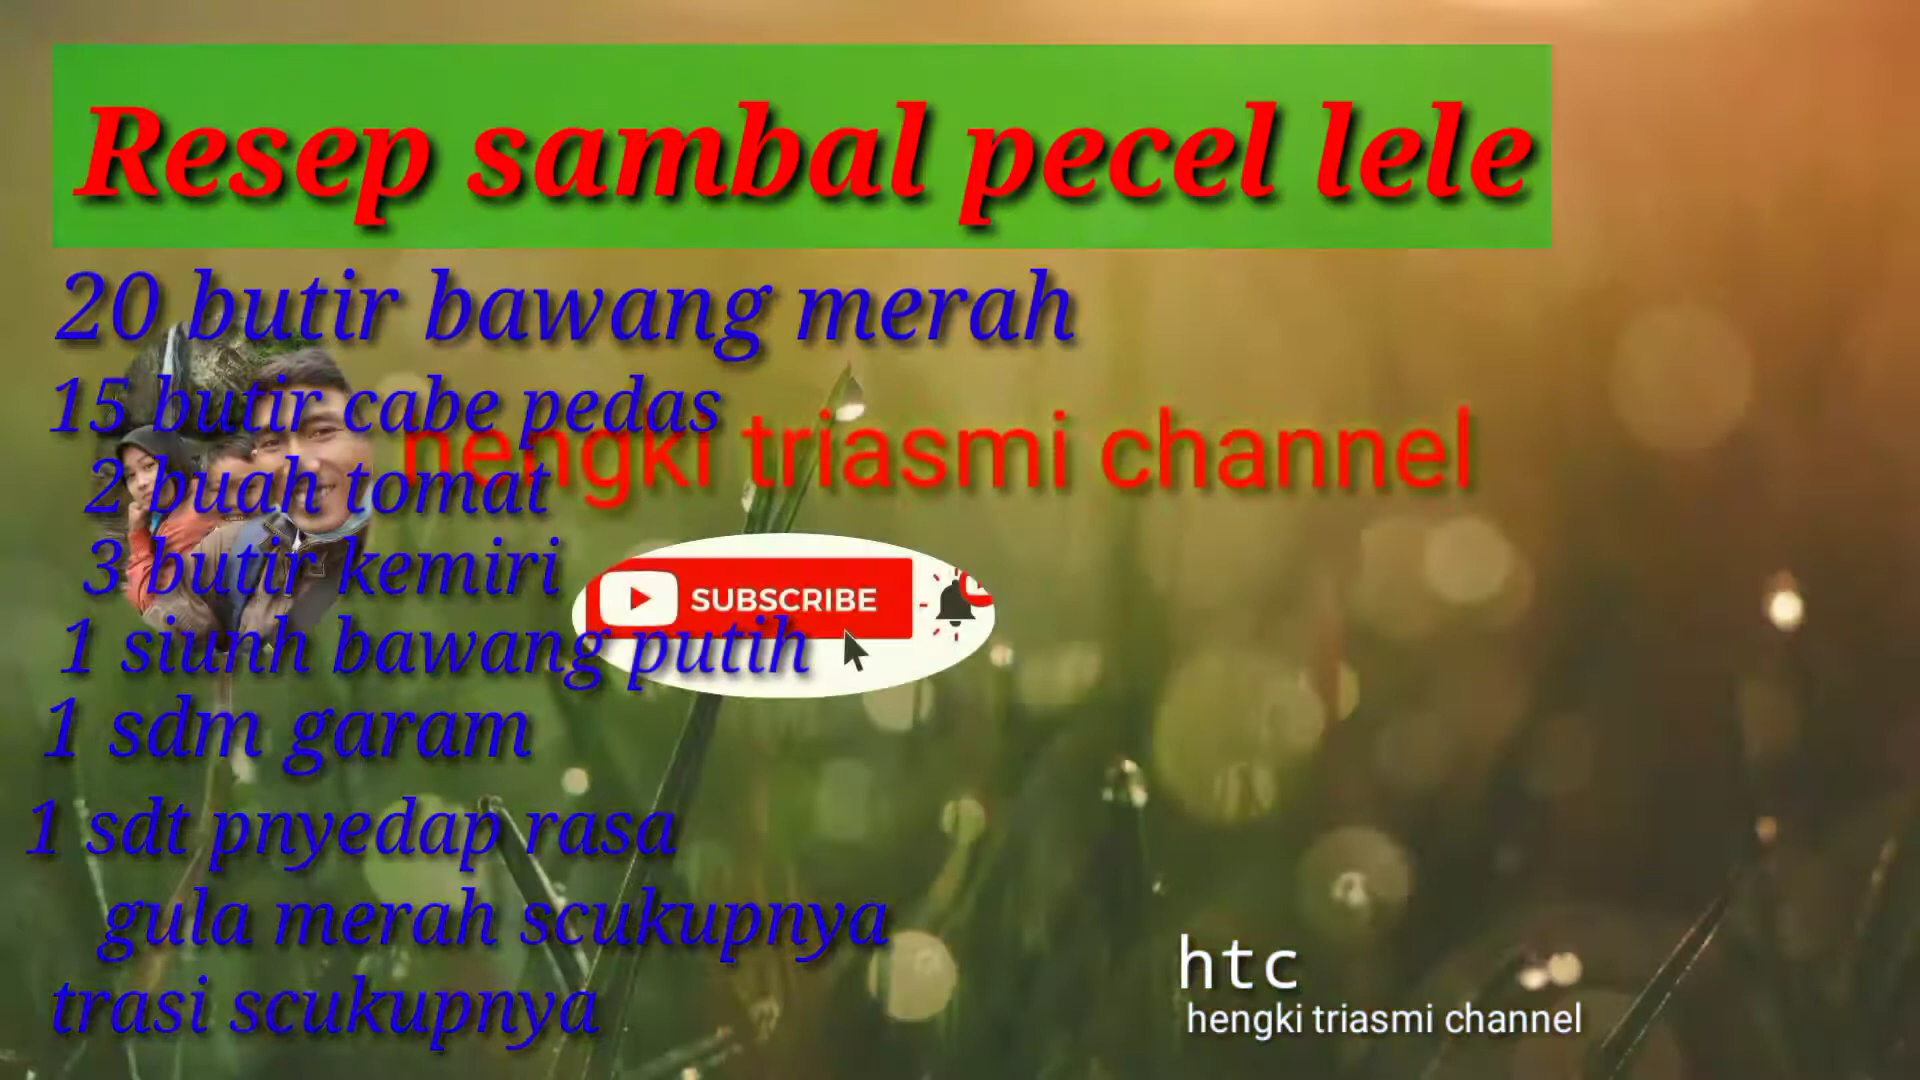 Resep sambal pecel lele
20 butir bawang merah
15 butir cabe pedas
hengki triasmi channel
2 buah tomat
3 butir kemiri
SUBSCRIBE
1 siunh bawang putih
1 sdm garam
1 sdt pnyedap rasa
gula merah scukupnya
trasi scukupnya
htc
hengki triasmi channel